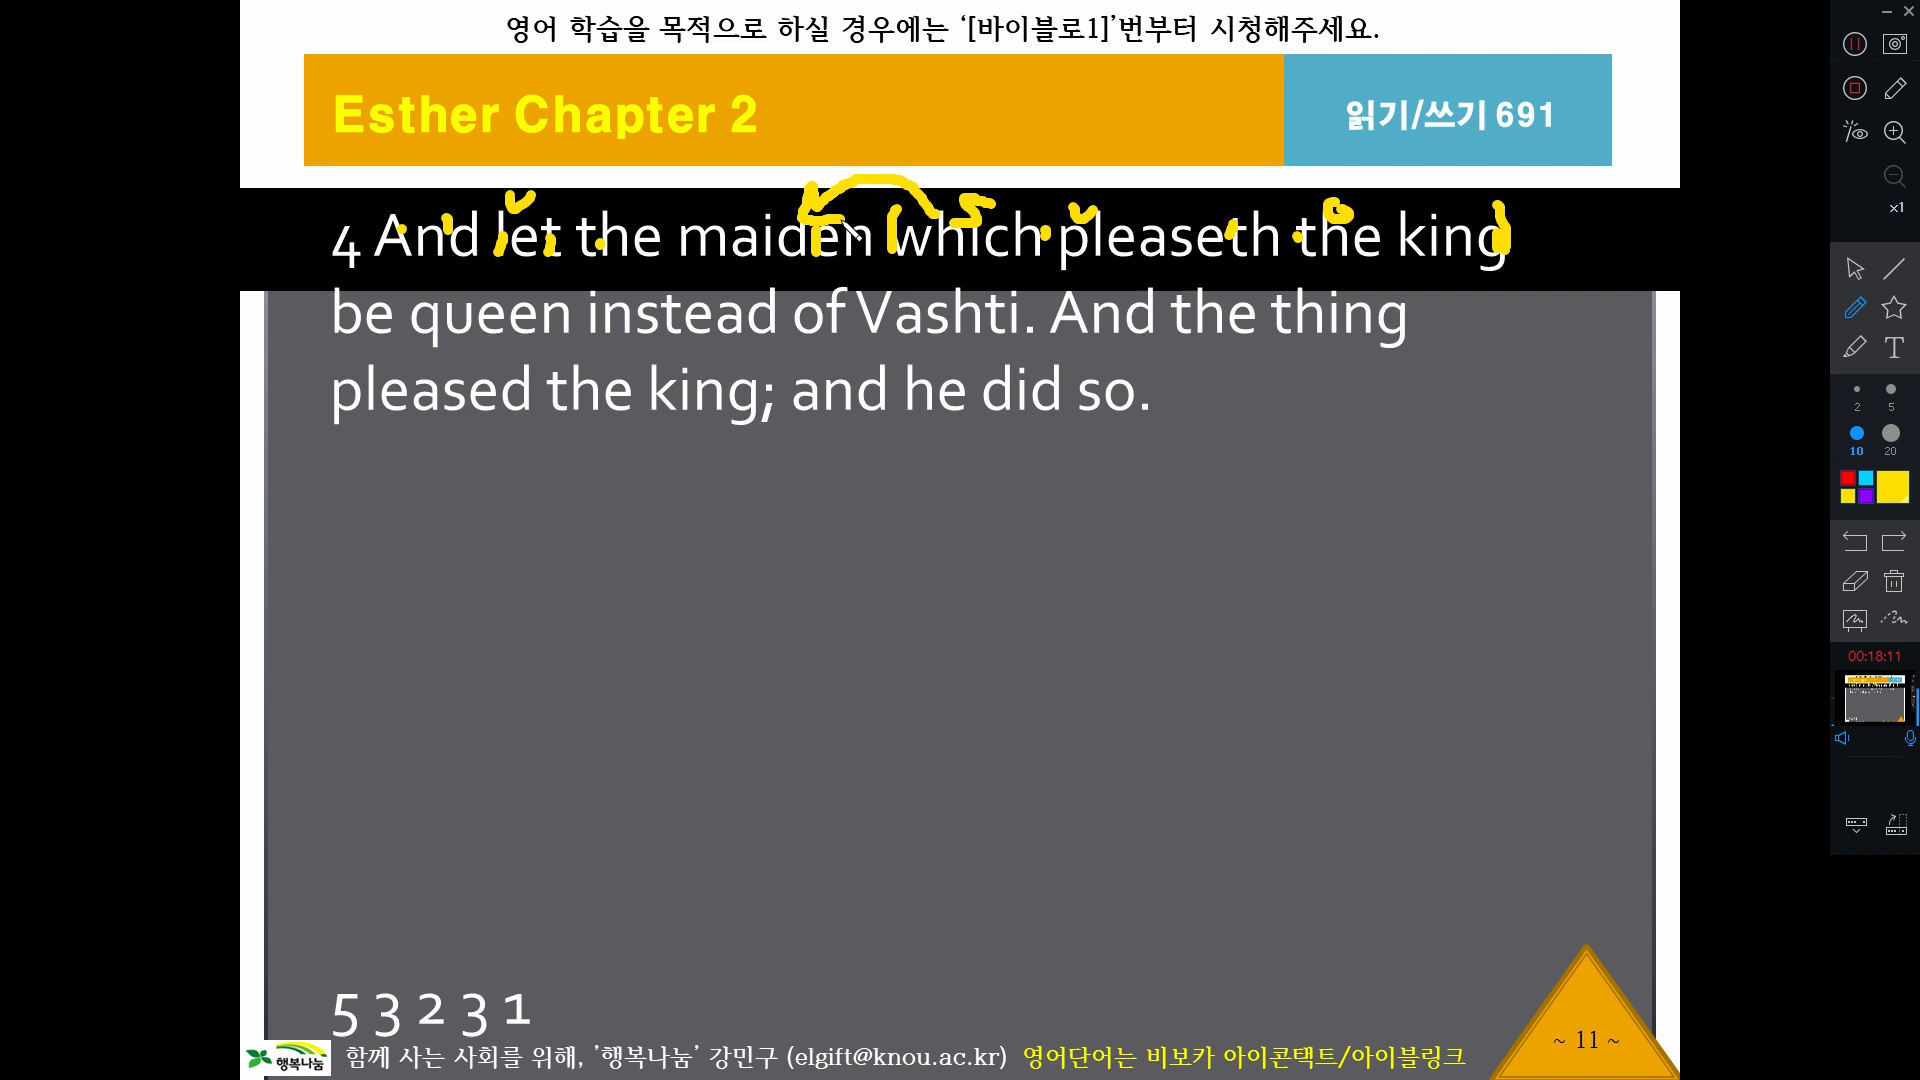 영어 학습을 목적으로 하실 경우에는 ‘[바이블로1]’번부터 시청해주세요.
Esther Chapter 2
읽기/쓰기 691
4 And let the maiden which pleaseth the king
be queen instead of Vashti. And the thing
pleased the king; and he did so.
5 3 2 3 1
행복나눔
함께 사는 사회를 위해, ’행복나눔’ 강민구 (elgift@knou.ac.kr) 영어단어는 비보카 아이콘택트/아이블링크
~ 11 ~
x1
T
2 5
10 20
00:18:11